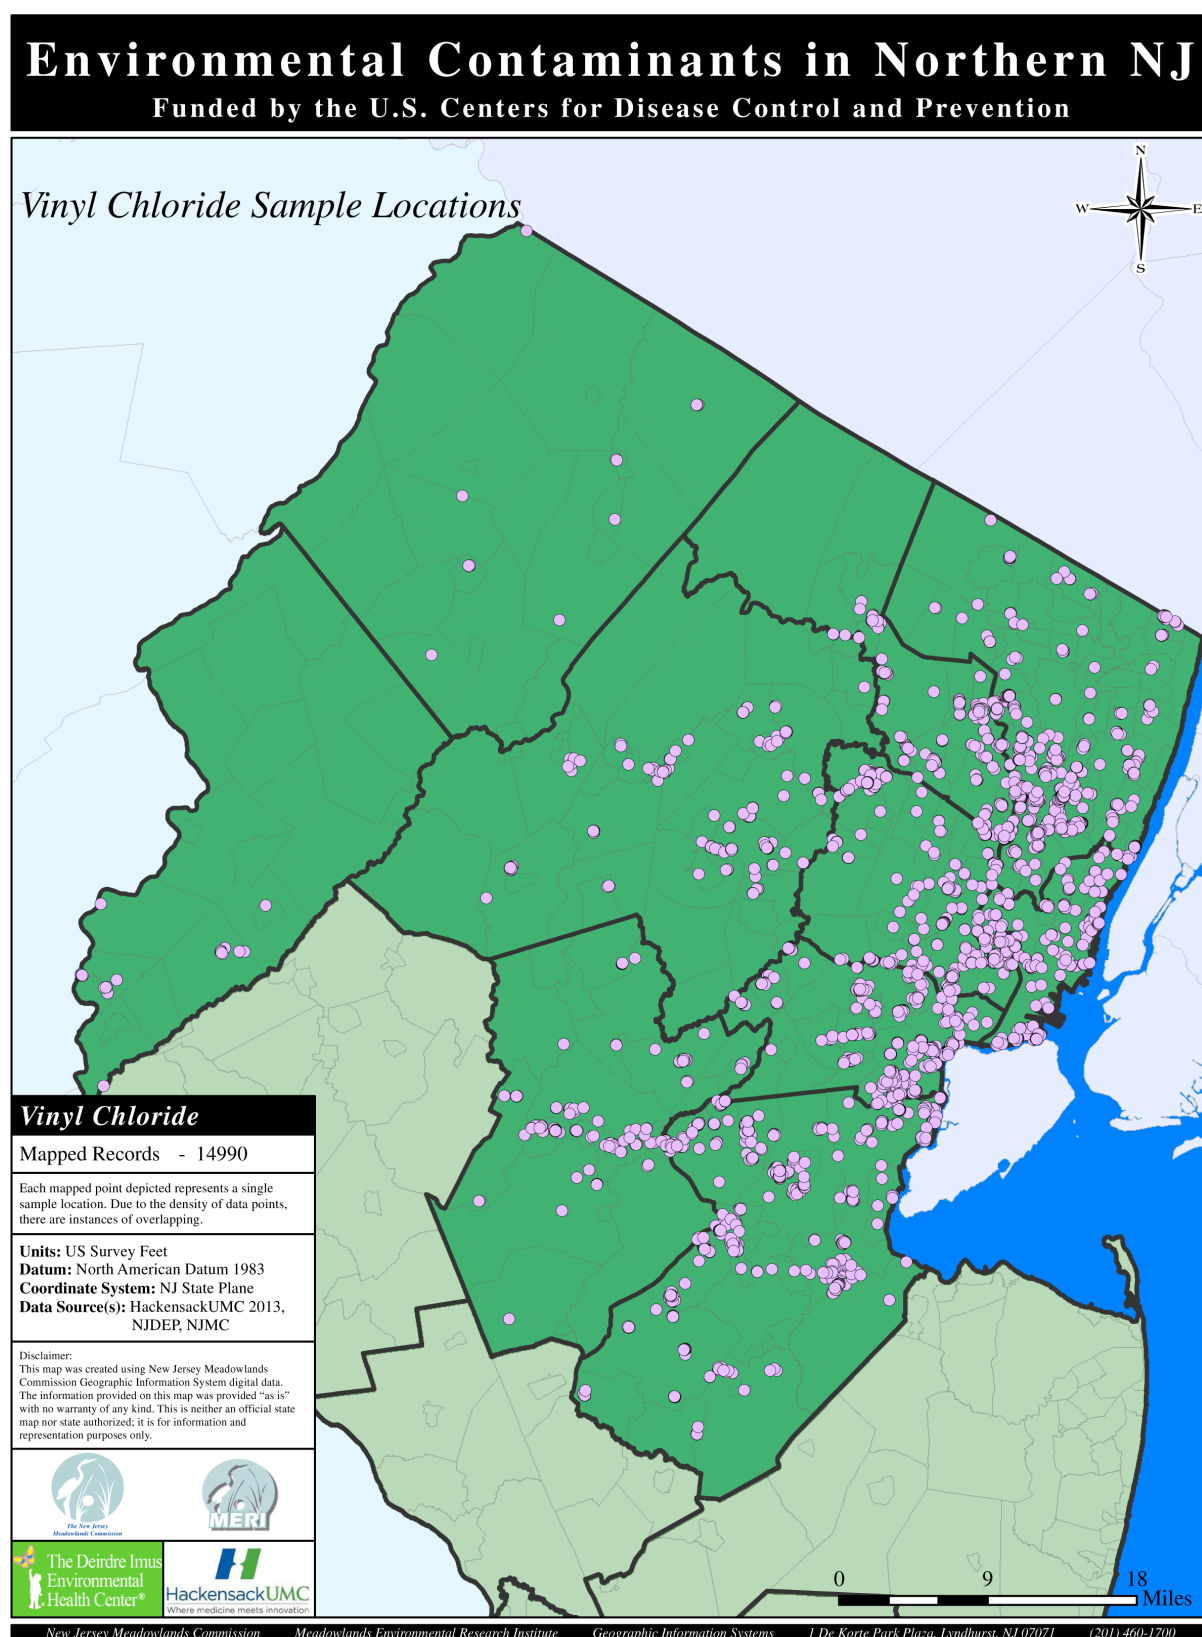 Environmental Contaminants in Northern NJ
Funded by the U.S. Centers for Disease Control and Prevention
N
W E
S
Vinyl Chloride Sample Locations
Vinyl Chloride
Mapped Records - 14990
Each mapped point depicted represents a single
sample location. Due to the density of data points,
there are instances of overlapping.
Units: US Survey Feet
Datum: North American Datum 1983
Coordinate System: NJ State Plane
Data Source(s): HackensackUMC 2013,
NJDEP, NJMC
Disclaimer:
This map was created using New Jersey Meadowlands
Commission Geographic Information System digital data.
The information provided on this map was provided “as is”
with no warranty of any kind. This is neither an official state
map nor state authorized; it is for information and
representation purposes only.
The New Jersey
Meadowlands Commission
MERI
The Deirdre Imus
Environmental
Health Center®
HackensackUMC
Where medicine meets innovation
0 9 18
Miles
New Jersey Meadowlands Commission Meadowlands Environmental Research Institute Geographic Information Systems 1 De Korte Park Plaza, Lyndhurst, NJ 07071 (201) 460-1700